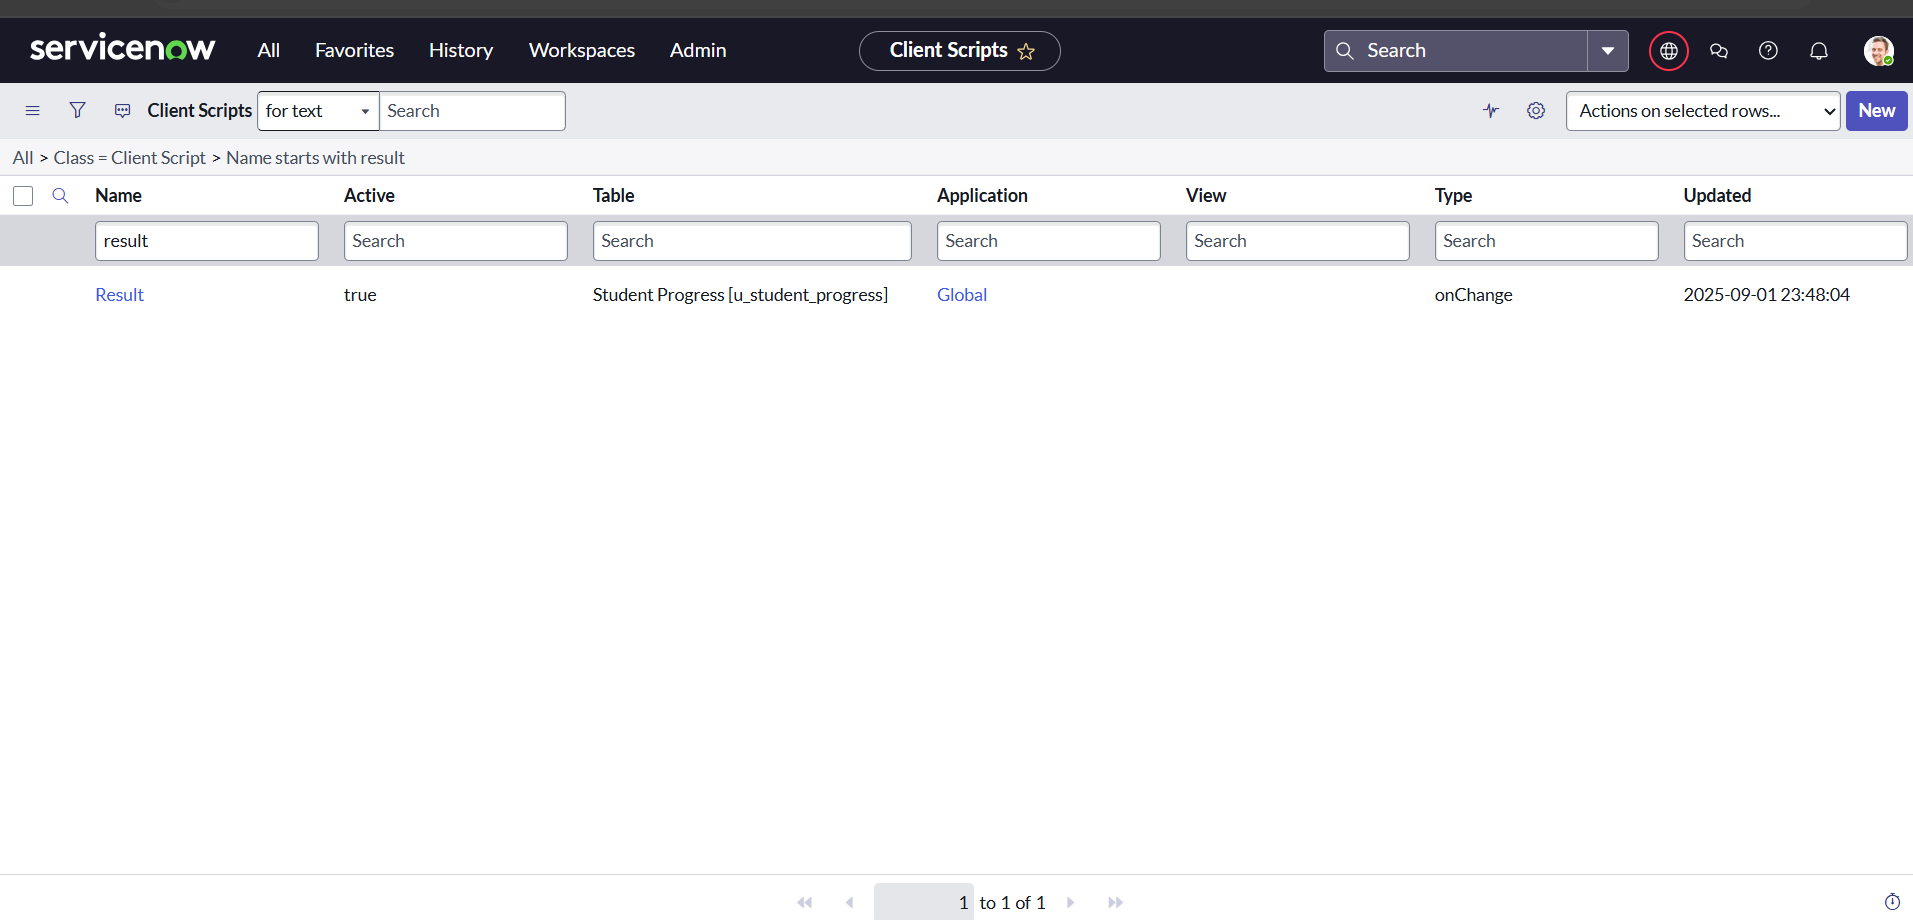 servicenow All Favorites History Workspaces Admin Client Scripts Search
Client Scripts for text Search Actions on selected rows... New
All > Class = Client Script > Name starts with result
Name Active Table Application View Type Updated
result Search Search Search Search Search Search
Result true Student Progress [u_student_progress] Global onChange 2025-09-01 23:48:04
1 to 1 of 1